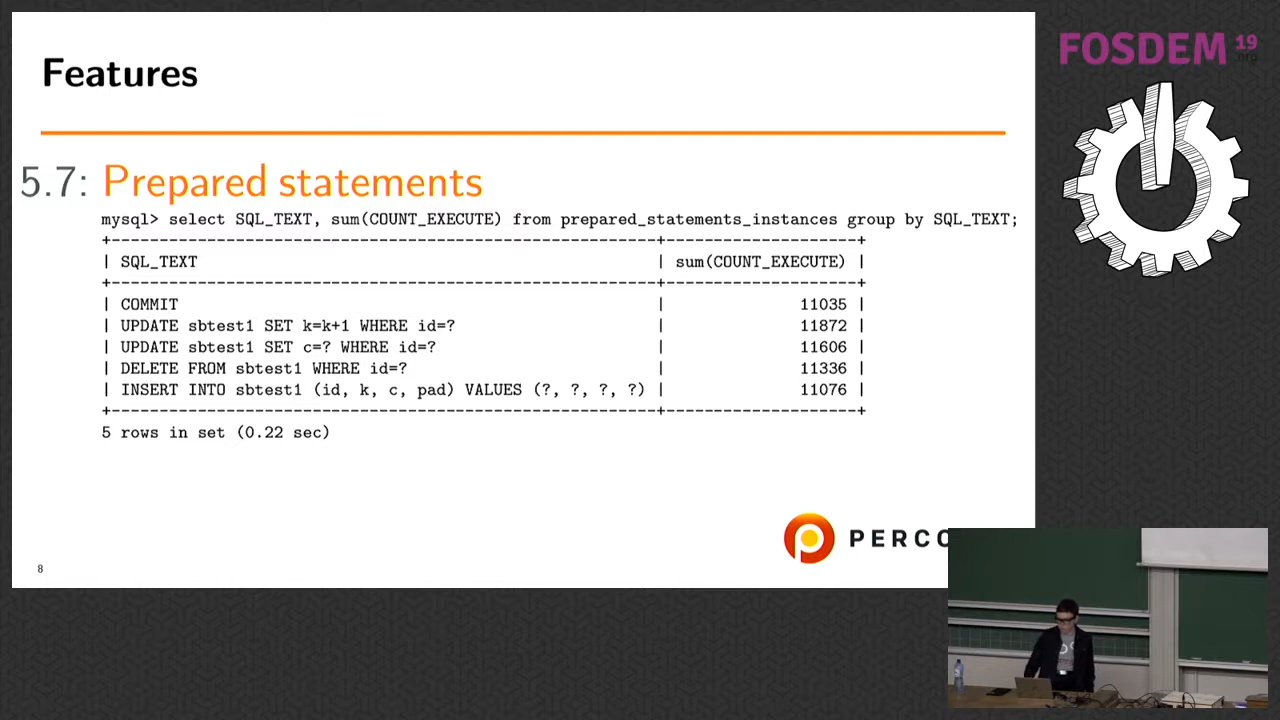 Features
5.7: Prepared statements
mysql> select SQL_TEXT, sum(COUNT_EXECUTE) from prepared_statements_instances group by SQL_TEXT;
+---------------------------------------------------------+--------------------+
| SQL_TEXT | sum(COUNT_EXECUTE) |
+---------------------------------------------------------+--------------------+
| COMMIT | 11035 |
| UPDATE sbtest1 SET k=k+1 WHERE id=? | 11872 |
| UPDATE sbtest1 SET c=? WHERE id=? | 11606 |
| DELETE FROM sbtest1 WHERE id=? | 11336 |
| INSERT INTO sbtest1 (id, k, c, pad) VALUES (?, ?, ?, ?) | 11076 |
+---------------------------------------------------------+--------------------+
5 rows in set (0.22 sec)
PERCO
8
FOSDEM 19
.org